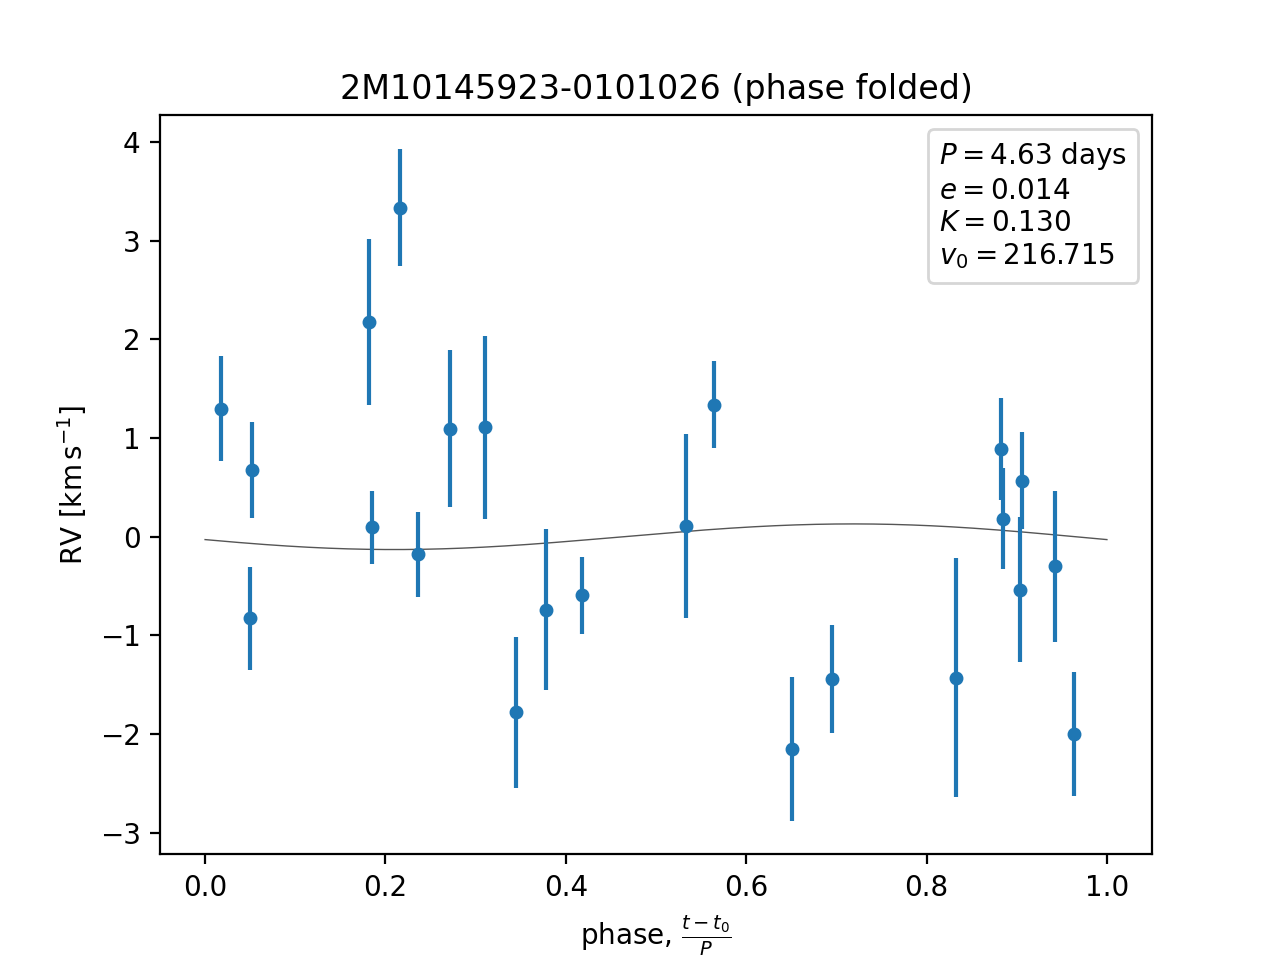 2M10145923-0101026 (phase folded)
P = 4.63 days
e = 0.014
K = 0.130
v₀ = 216.715
4
3
2
1
0
−1
−2
−3
RV [km s⁻¹]
0.0 0.2 0.4 0.6 0.8 1.0
phase, (t − t₀)/P